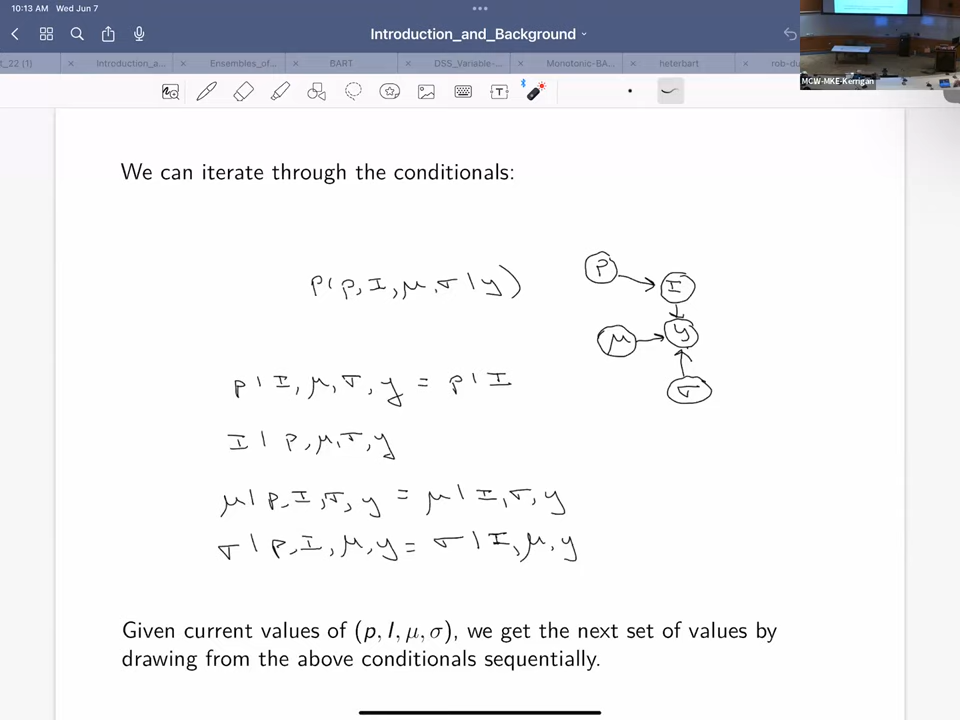 10:13 AM Wed Jun 7
Introduction_and_Background
t_22 (1)
Introduction_a...
Ensembles_of...
BART
DSS_Variable-...
Monotonic-BA...
heterbart
rob-du
MCW-MKE-Kerrigan
We can iterate through the conditionals:
p(p, I, μ, σ | y)
p
I
μ
y
σ
p | I, μ, σ, y = p | I
I | p, μ, σ, y
μ | p, I, σ, y = μ | I, σ, y
σ | p, I, μ, y = σ | I, μ, y
Given current values of (p, I, μ, σ), we get the next set of values by
drawing from the above conditionals sequentially.